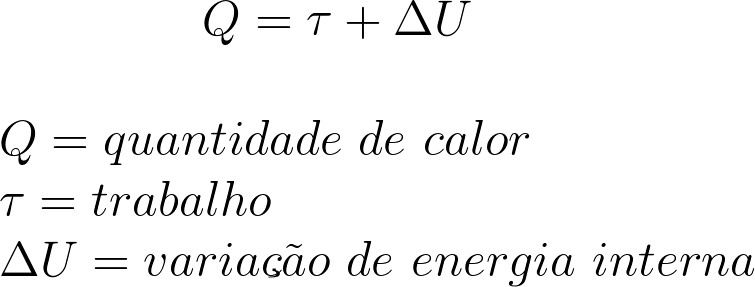 Q = τ + ΔU
Q = quantidade de calor
τ = trabalho
ΔU = variação de energia interna